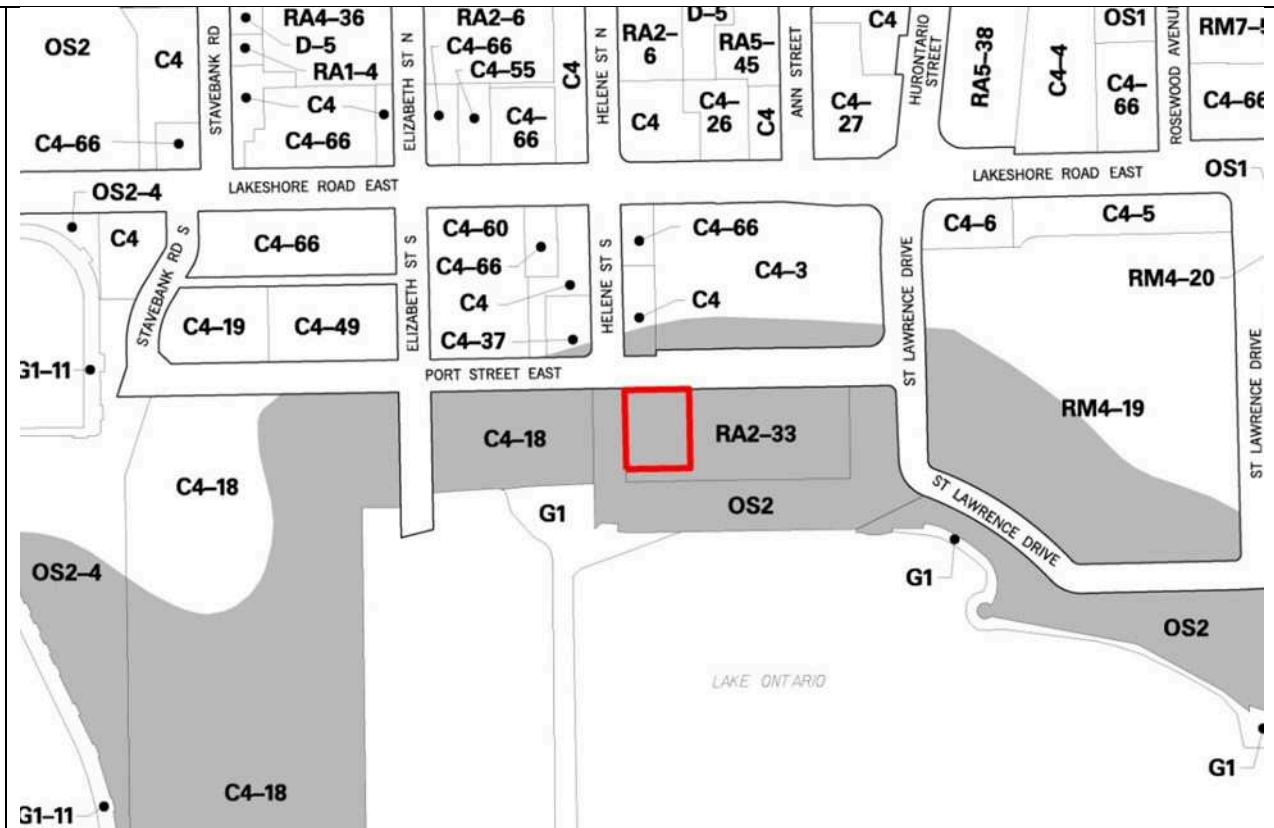 OS2
C4
STAVEBANK RD
RA4–36
D–5
RA1–4
C4
C4–66
C4–66
ELIZABETH ST N
RA2–6
C4–66
C4–55
C4–
66
C4
HELENE ST N
RA2–
6
D–5
RA5–
45
C4
C4–
26
C4
ANN STREET
C4
C4–
27
HURONTARIO
STREET
RA5–38
C4–4
OS1
C4–
66
ROSEWOOD AVENU
RM7–5
C4–66
LAKESHORE ROAD EAST
LAKESHORE ROAD EAST
OS1
OS2–4
C4
STAVEBANK RD S
C4–66
C4–19
C4–49
ELIZABETH ST S
C4–60
C4–66
C4
C4–37
HELENE ST S
C4–66
C4–3
C4
ST LAWRENCE DRIVE
C4–6
C4–5
RM4–20
RM4–19
ST LAWRENCE DRIVE
G1–11
PORT STREET EAST
C4–18
C4–18
RA2–33
OS2
G1
ST LAWRENCE DRIVE
G1
OS2–4
OS2
LAKE ONTARIO
C4–18
G1
G1–11